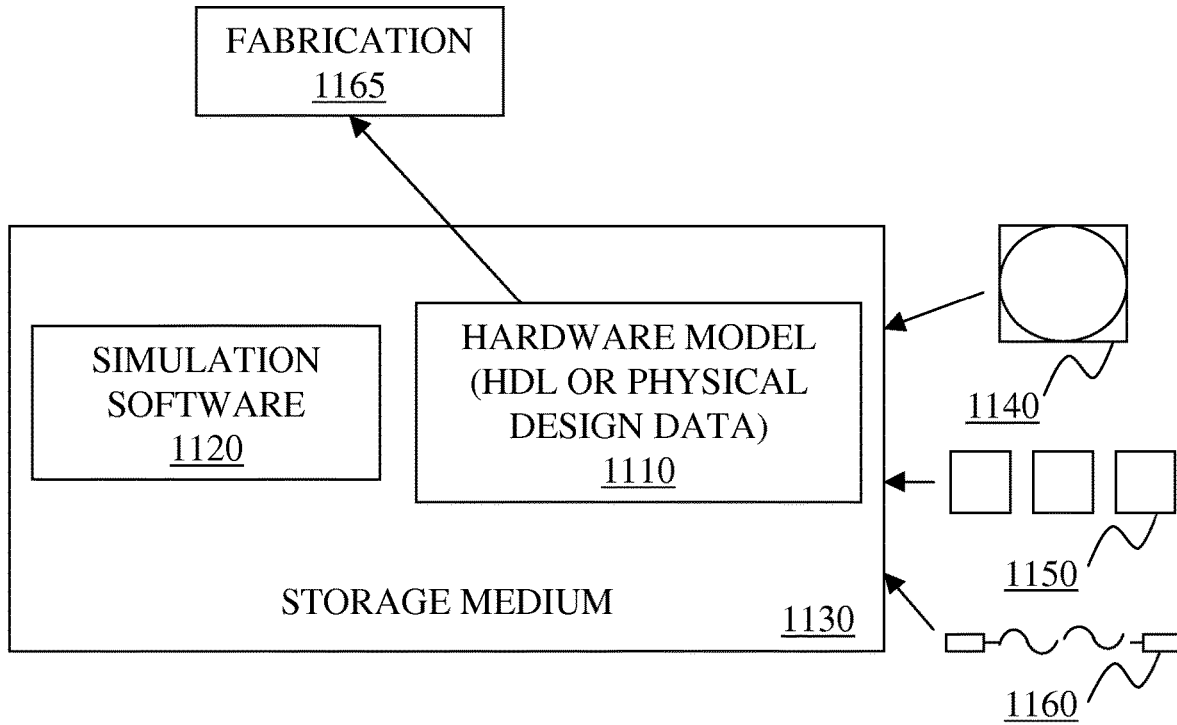 FABRICATION
1165
SIMULATION
SOFTWARE
1120
HARDWARE MODEL
(HDL OR PHYSICAL
DESIGN DATA)
1110
STORAGE MEDIUM
1130
1140
1150
1160